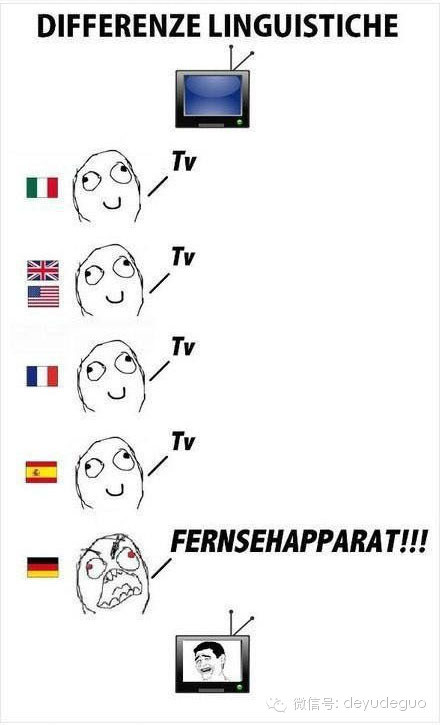 DIFFERENZE LINGUISTICHE
Tv
Tv
Tv
Tv
FERNSEHAPPARAT!!!
微信号: deyudeguo